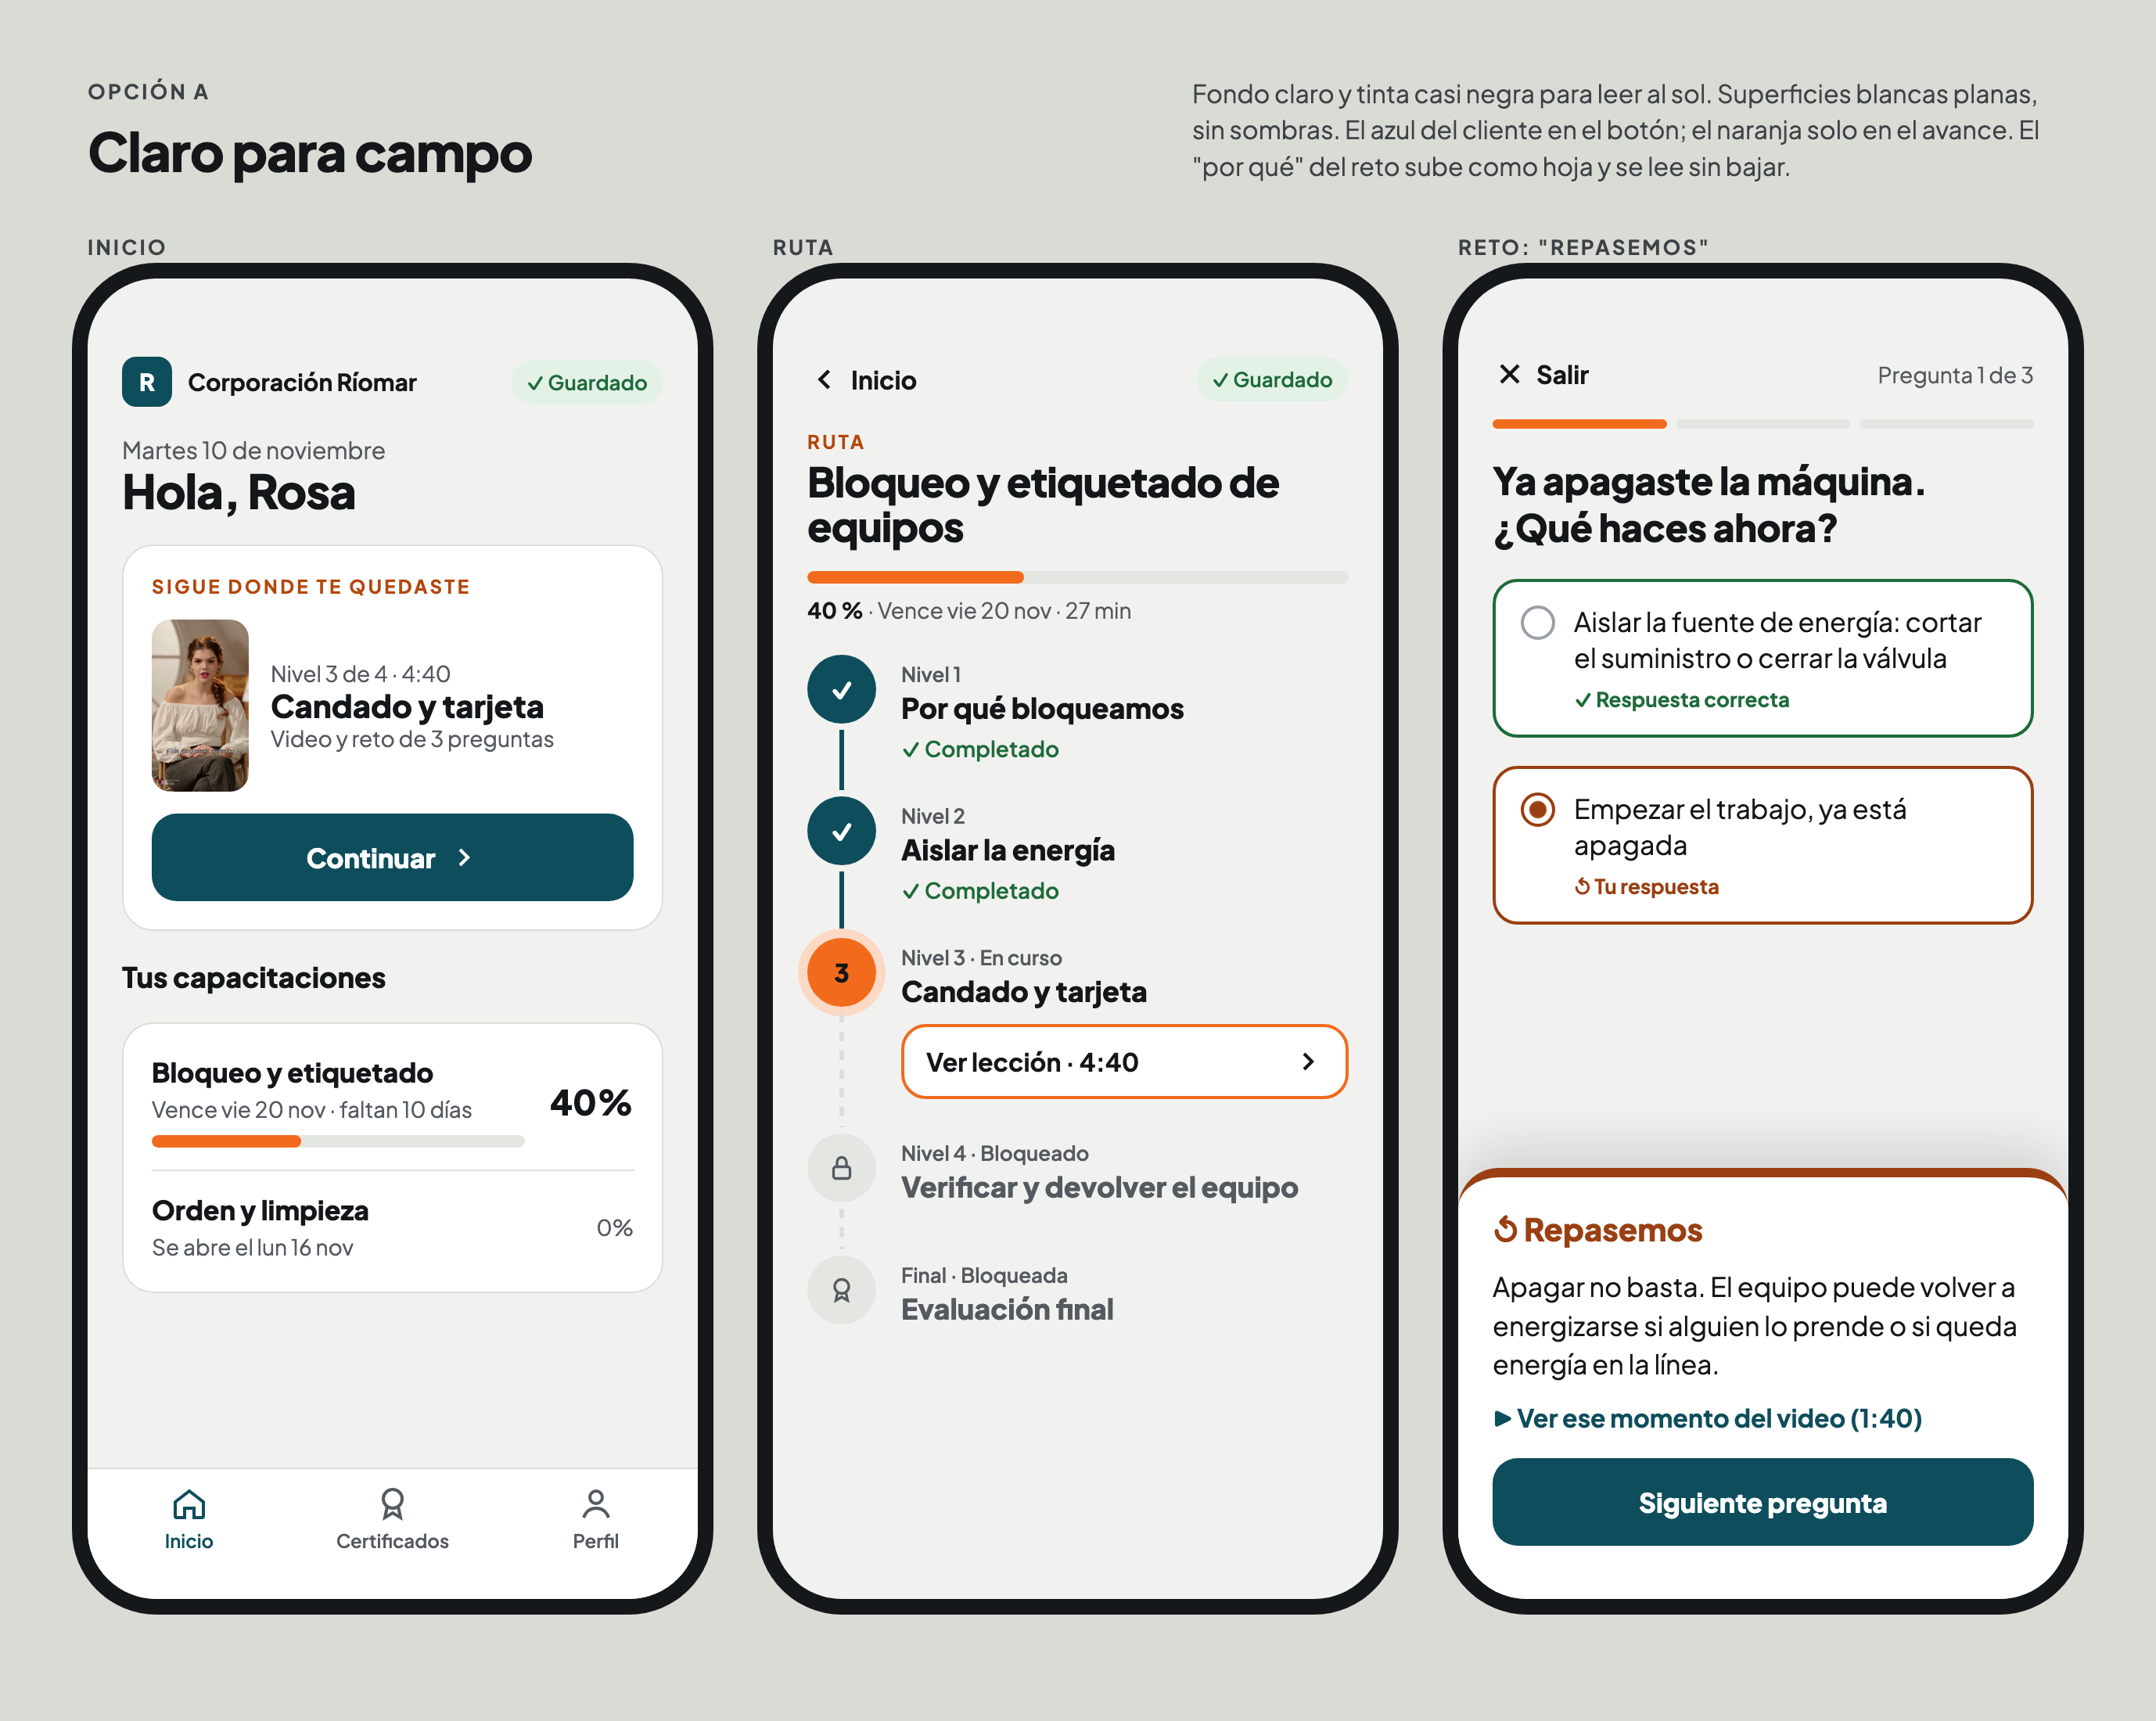 OPCIÓN A
Claro para campo
Fondo claro y tinta casi negra para leer al sol. Superficies blancas planas,
sin sombras. El azul del cliente en el botón; el naranja solo en el avance. El
"por qué" del reto sube como hoja y se lee sin bajar.
INICIO
R
Corporación Ríomar
✓ Guardado
Martes 10 de noviembre
Hola, Rosa
SIGUE DONDE TE QUEDASTE
Nivel 3 de 4 · 4:40
Candado y tarjeta
Video y reto de 3 preguntas
Continuar
Tus capacitaciones
Bloqueo y etiquetado
Vence vie 20 nov · faltan 10 días
40%
Orden y limpieza
Se abre el lun 16 nov
0%
Inicio
Certificados
Perfil
RUTA
Inicio
✓ Guardado
RUTA
Bloqueo y etiquetado de
equipos
40 % · Vence vie 20 nov · 27 min
Nivel 1
Por qué bloqueamos
✓ Completado
Nivel 2
Aislar la energía
✓ Completado
3
Nivel 3 · En curso
Candado y tarjeta
Ver lección · 4:40
Nivel 4 · Bloqueado
Verificar y devolver el equipo
Final · Bloqueada
Evaluación final
RETO: "REPASEMOS"
Salir
Pregunta 1 de 3
Ya apagaste la máquina.
¿Qué haces ahora?
Aislar la fuente de energía: cortar
el suministro o cerrar la válvula
✓ Respuesta correcta
Empezar el trabajo, ya está
apagada
Tu respuesta
Repasemos
Apagar no basta. El equipo puede volver a
energizarse si alguien lo prende o si queda
energía en la línea.
Ver ese momento del video (1:40)
Siguiente pregunta